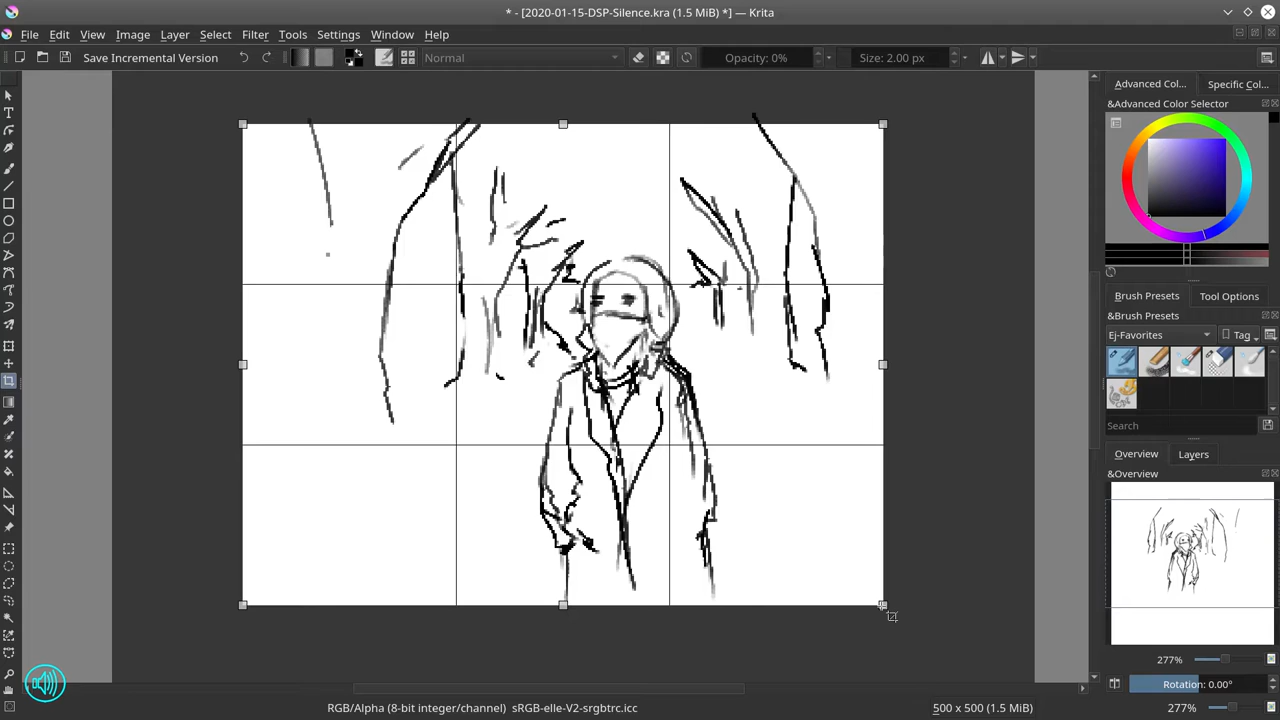 * - [2020-01-15-DSP-Silence.kra (1.5 MiB) *] — Krita
File Edit View Image Layer Select Filter Tools Settings Window Help
Save Incremental Version Normal Opacity: 0% Size: 2.00 px
Advanced Col... Specific Col...
&Advanced Color Selector
Brush Presets Tool Options
&Brush Presets
Ej-Favorites Tag
Search
Overview Layers
&Overview
277%
Rotation: 0.00°
RGB/Alpha (8-bit integer/channel) sRGB-elle-V2-srgbtrc.icc 500 x 500 (1.5 MiB) 277%